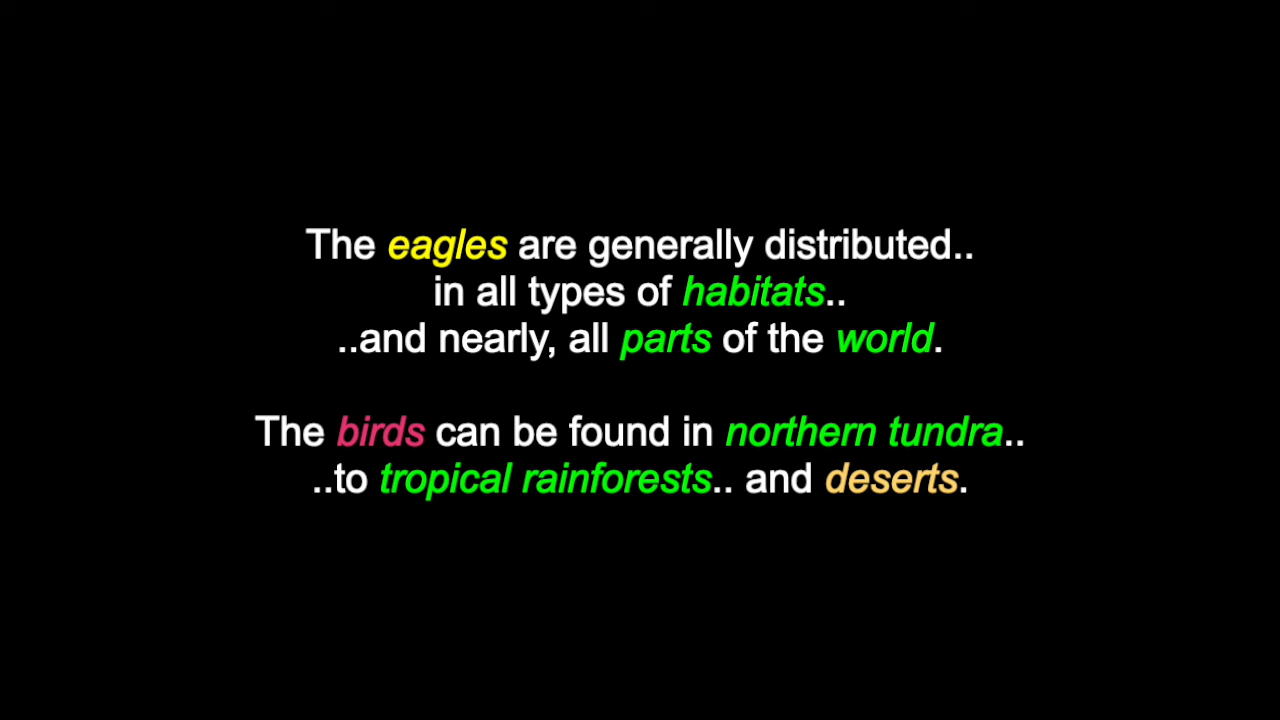 The eagles are generally distributed..
in all types of habitats..
..and nearly, all parts of the world.
The birds can be found in northern tundra..
..to tropical rainforests.. and deserts.